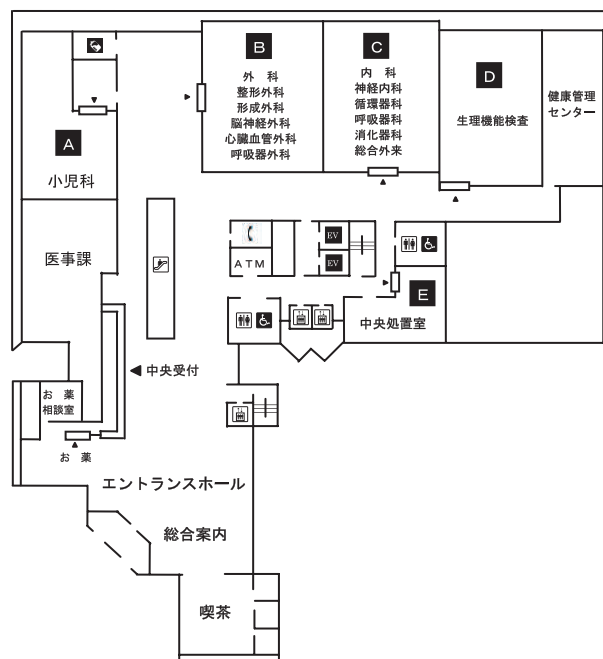 B
外　科
整形外科
形成外科
脳神経外科
心臓血管外科
呼吸器外科
C
内　科
神経内科
循環器科
呼吸器科
消化器科
総合外来
D
生理機能検査
健康管理
センター
A
小児科
医事課
ATM
EV
EV
E
中央処置室
中央受付
お 薬
相談室
お　薬
エントランスホール
総合案内
喫茶